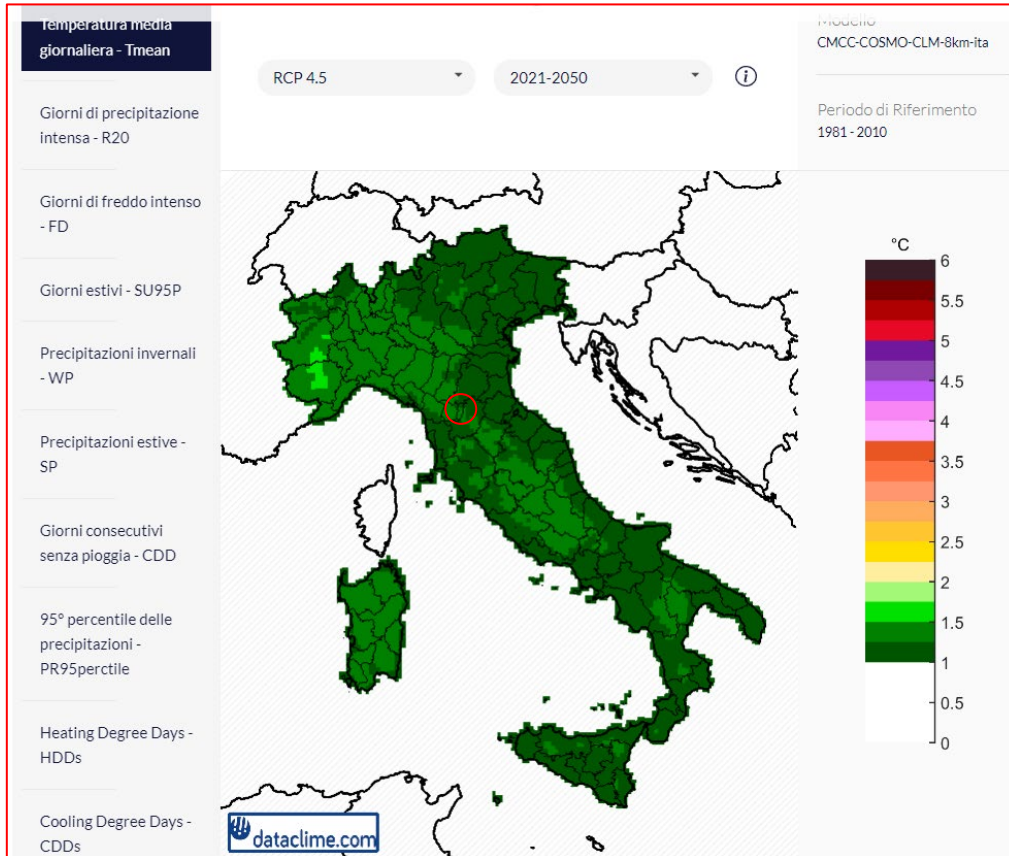 Temperatura media
giornaliera - Tmean
Giorni di precipitazione
intensa - R20
Giorni di freddo intenso
- FD
Giorni estivi - SU95P
Precipitazioni invernali
- WP
Precipitazioni estive -
SP
Giorni consecutivi
senza pioggia - CDD
95° percentile delle
precipitazioni -
PR95perctile
Heating Degree Days -
HDDs
Cooling Degree Days -
CDDs
RCP 4.5
2021-2050
i
Modello
CMCC-COSMO-CLM-8km-ita
Periodo di Riferimento
1981 - 2010
°C
6
5.5
5
4.5
4
3.5
3
2.5
2
1.5
1
0.5
0
dataclime.com